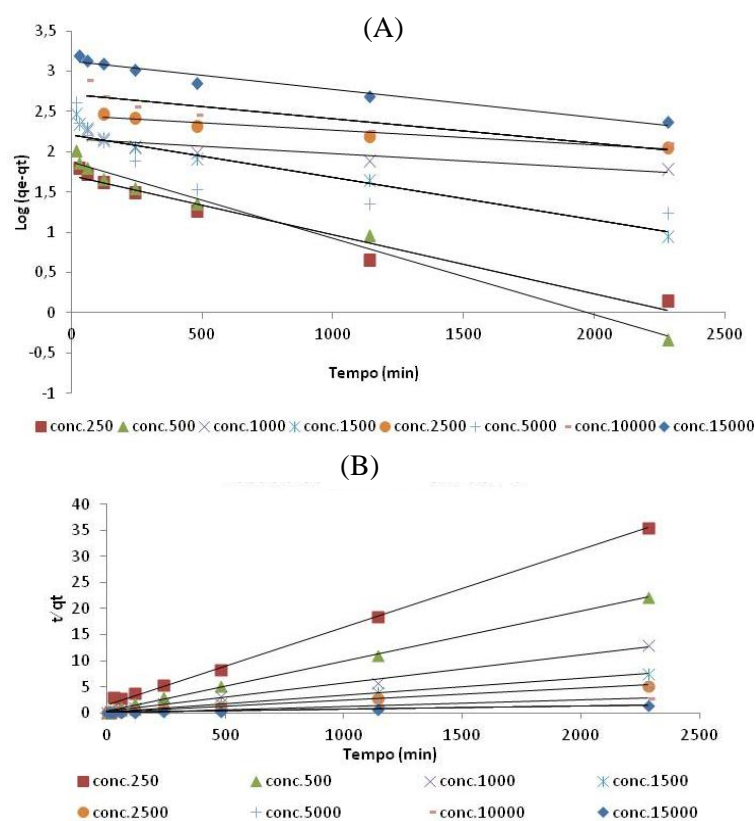 (A)
3,5
3
2,5
2
1,5
1
0,5
0
-0,5
-1
Log (qe-qt)
0 500 1000 1500 2000 2500
Tempo (min)
conc.250 conc.500 conc.1000 conc.1500 conc.2500 conc.5000 conc.10000 conc.15000
(B)
40
35
30
25
20
15
10
5
0
t/qt
0 500 1000 1500 2000 2500
Tempo (min)
conc.250 conc.500 conc.1000 conc.1500
conc.2500 conc.5000 conc.10000 conc.15000